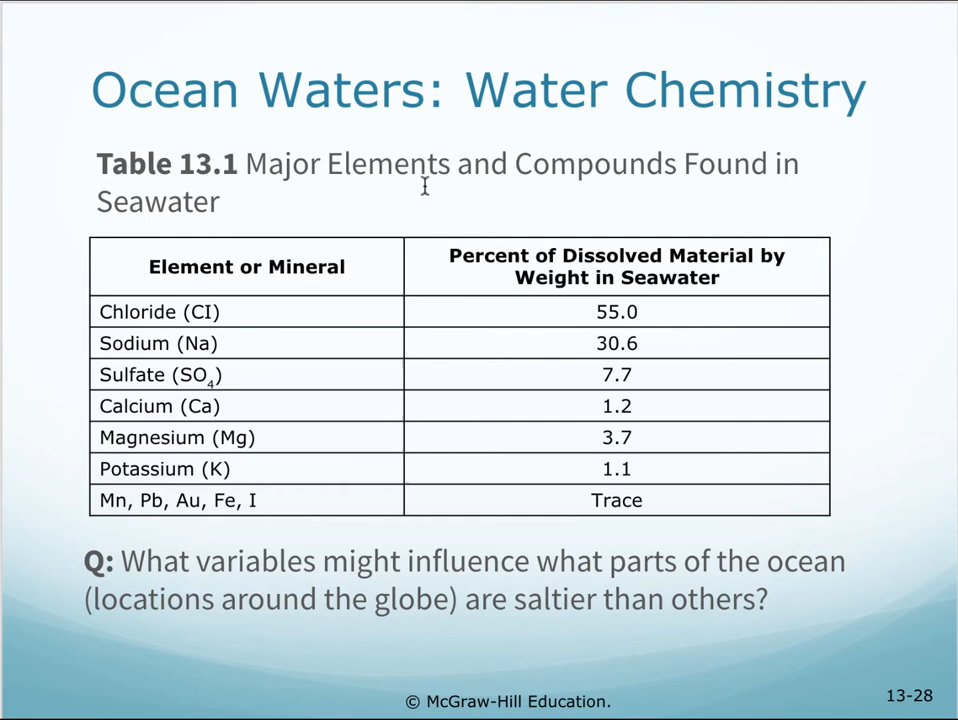 Ocean Waters: Water Chemistry
Table 13.1 Major Elements and Compounds Found in
Seawater
Element or Mineral
Percent of Dissolved Material by
Weight in Seawater
Chloride (CI)
55.0
Sodium (Na)
30.6
Sulfate (SO4)
7.7
Calcium (Ca)
1.2
Magnesium (Mg)
3.7
Potassium (K)
1.1
Mn, Pb, Au, Fe, I
Trace
Q: What variables might influence what parts of the ocean
(locations around the globe) are saltier than others?
© McGraw-Hill Education.
13-28